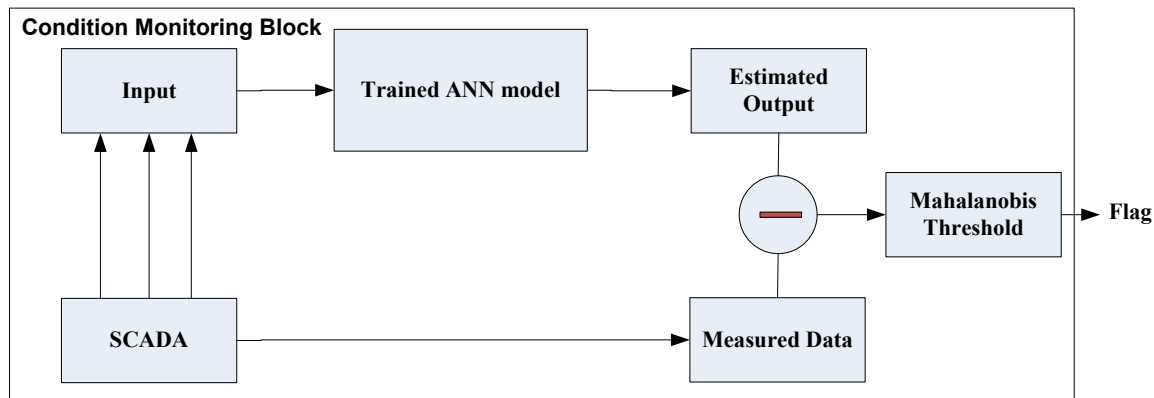 Condition Monitoring Block
Input
Trained ANN model
Estimated
Output
Mahalanobis
Threshold
Flag
SCADA
Measured Data